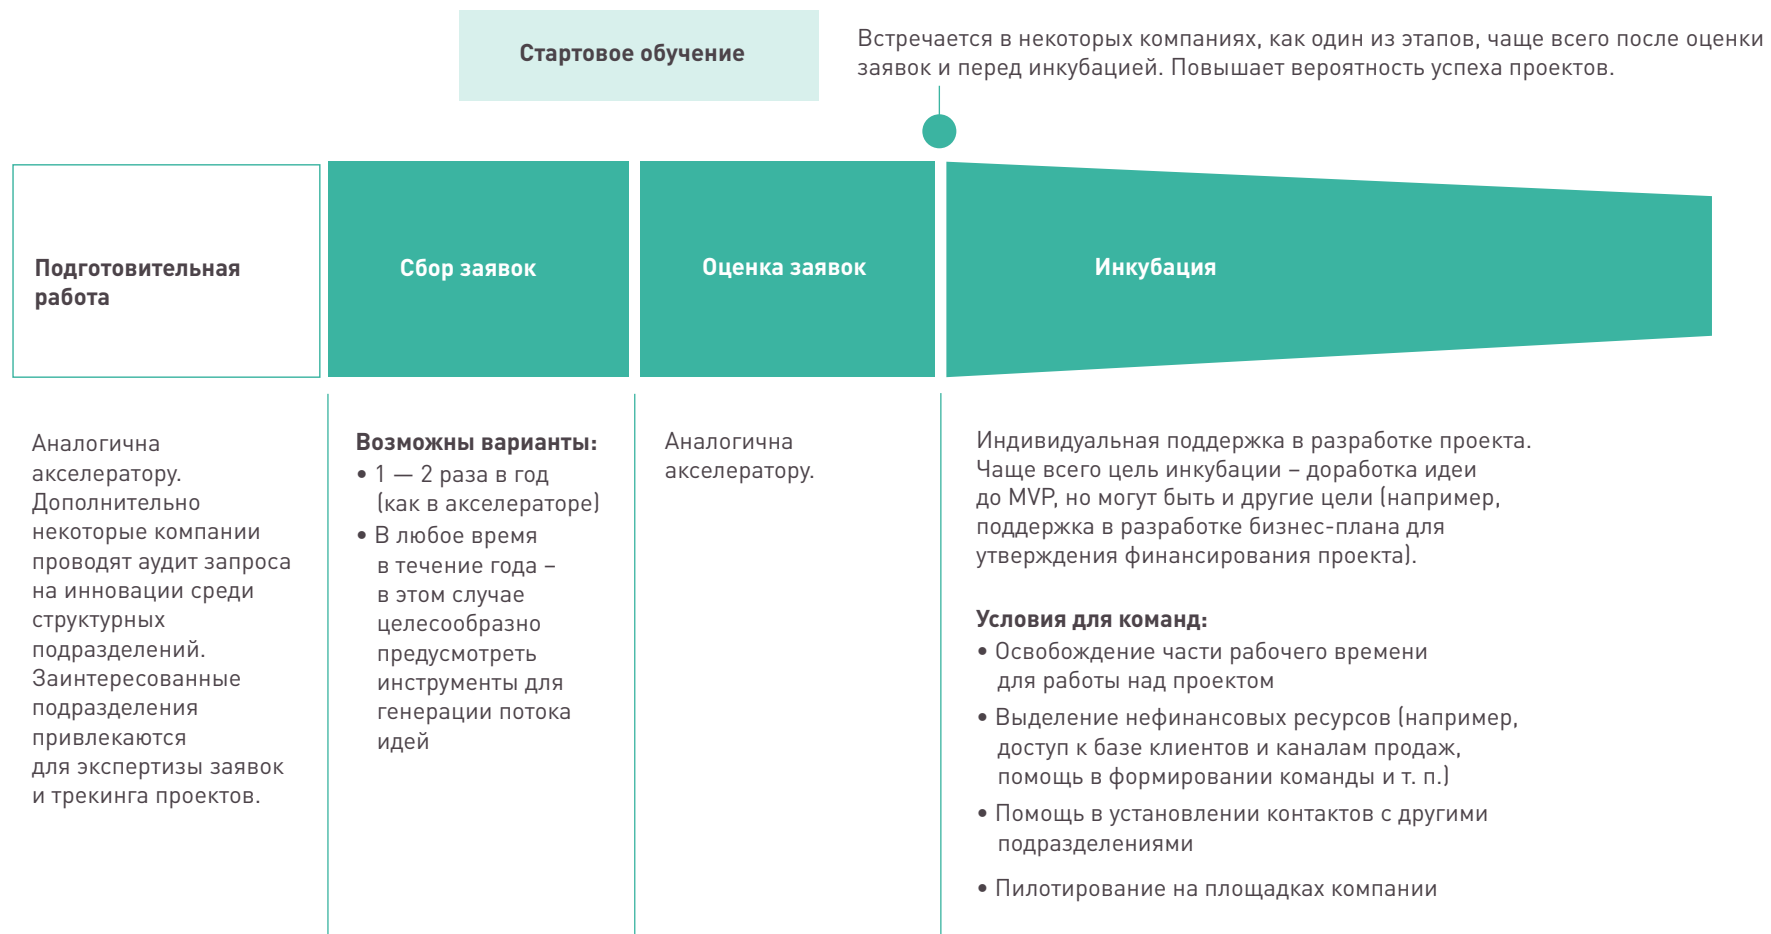 Стартовое обучение
Встречается в некоторых компаниях, как один из этапов, чаще всего после оценки
заявок и перед инкубацией. Повышает вероятность успеха проектов.
Подготовительная
работа
Сбор заявок
Оценка заявок
Инкубация
Аналогична
акселератору.
Дополнительно
некоторые компании
проводят аудит запроса
на инновации среди
структурных
подразделений.
Заинтересованные
подразделения
привлекаются
для экспертизы заявок
и трекинга проектов.
Возможны варианты:
• 1 — 2 раза в год
(как в акселераторе)
• В любое время
в течение года –
в этом случае
целесообразно
предусмотреть
инструменты для
генерации потока
идей
Аналогична
акселератору.
Индивидуальная поддержка в разработке проекта.
Чаще всего цель инкубации – доработка идеи
до MVP, но могут быть и другие цели (например,
поддержка в разработке бизнес-плана для
утверждения финансирования проекта).
Условия для команд:
• Освобождение части рабочего времени
для работы над проектом
• Выделение нефинансовых ресурсов (например,
доступ к базе клиентов и каналам продаж,
помощь в формировании команды и т. п.)
• Помощь в установлении контактов с другими
подразделениями
• Пилотирование на площадках компании